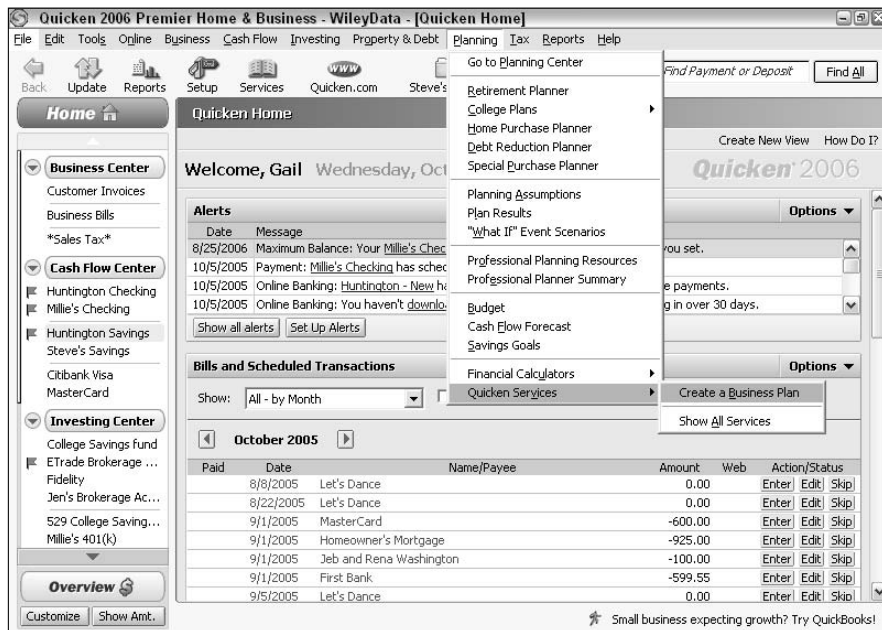 Quicken 2006 Premier Home & Business - WileyData - [Quicken Home]
File Edit Tools Online Business Cash Flow Investing Property & Debt Planning Tax Reports Help
Back Update Reports Setup Services Quicken.com Steve's Find Payment or Deposit Find All
www
Home
Business Center
Customer Invoices
Business Bills
*Sales Tax*
Cash Flow Center
Huntington Checking
Millie's Checking
Huntington Savings
Steve's Savings
Citibank Visa
MasterCard
Investing Center
College Savings fund
ETrade Brokerage ...
Fidelity
Jen's Brokerage Ac...
529 College Saving...
Millie's 401(k)
Overview
Customize Show Amt.
Quicken Home
Create New View How Do I?
Welcome, Gail Wednesday, Oct
Quicken 2006
Alerts Options
Date Message
8/25/2006 Maximum Balance: Your Millie's Chec you set.
10/5/2005 Payment: Millie's Checking has sched
10/5/2005 Online Banking: Huntington - New ha e payments.
10/5/2005 Online Banking: You haven't downlo g in over 30 days.
Show all alerts Set Up Alerts
Bills and Scheduled Transactions Options
Show: All - by Month
October 2005
Paid Date Name/Payee Amount Web Action/Status
8/8/2005 Let's Dance 0.00 Enter Edit Skip
8/22/2005 Let's Dance 0.00 Enter Edit Skip
9/1/2005 MasterCard -600.00 Enter Edit Skip
9/1/2005 Homeowner's Mortgage -925.00 Enter Edit Skip
9/1/2005 Jeb and Rena Washington -100.00 Enter Edit Skip
9/1/2005 First Bank -599.55 Enter Edit Skip
9/5/2005 Let's Dance 0.00 Enter Edit Skip
Go to Planning Center
Retirement Planner
College Plans
Home Purchase Planner
Debt Reduction Planner
Special Purchase Planner
Planning Assumptions
Plan Results
"What If" Event Scenarios
Professional Planning Resources
Professional Planner Summary
Budget
Cash Flow Forecast
Savings Goals
Financial Calculators
Quicken Services
Create a Business Plan
Show All Services
Small business expecting growth? Try QuickBooks!